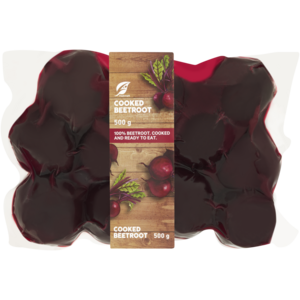 COOKED
BEETROOT
500 g
100% BEETROOT. COOKED
AND READY TO EAT.
COOKED
BEETROOT
500 g